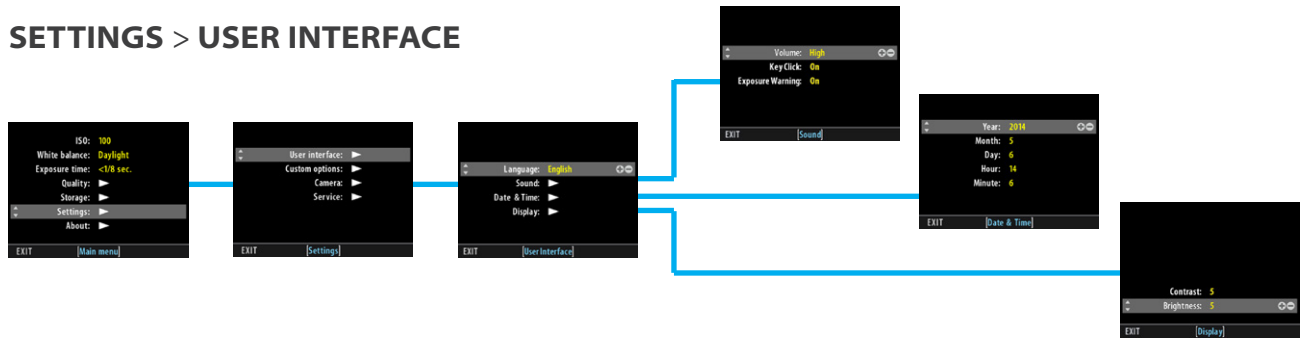 SETTINGS > USER INTERFACE
ISO: 100
White balance: Daylight
Exposure time: <1/8 sec.
Quality:
Storage:
Settings:
About:
EXIT [Main menu]
User interface:
Custom options:
Camera:
Service:
EXIT [Settings]
Language: English
Sound:
Date & Time:
Display:
EXIT [User Interface]
Volume: High
Key Click: On
Exposure Warning: On
EXIT [Sound]
Year: 2014
Month: 5
Day: 6
Hour: 14
Minute: 6
EXIT [Date & Time]
Contrast: 5
Brightness: 5
EXIT [Display]